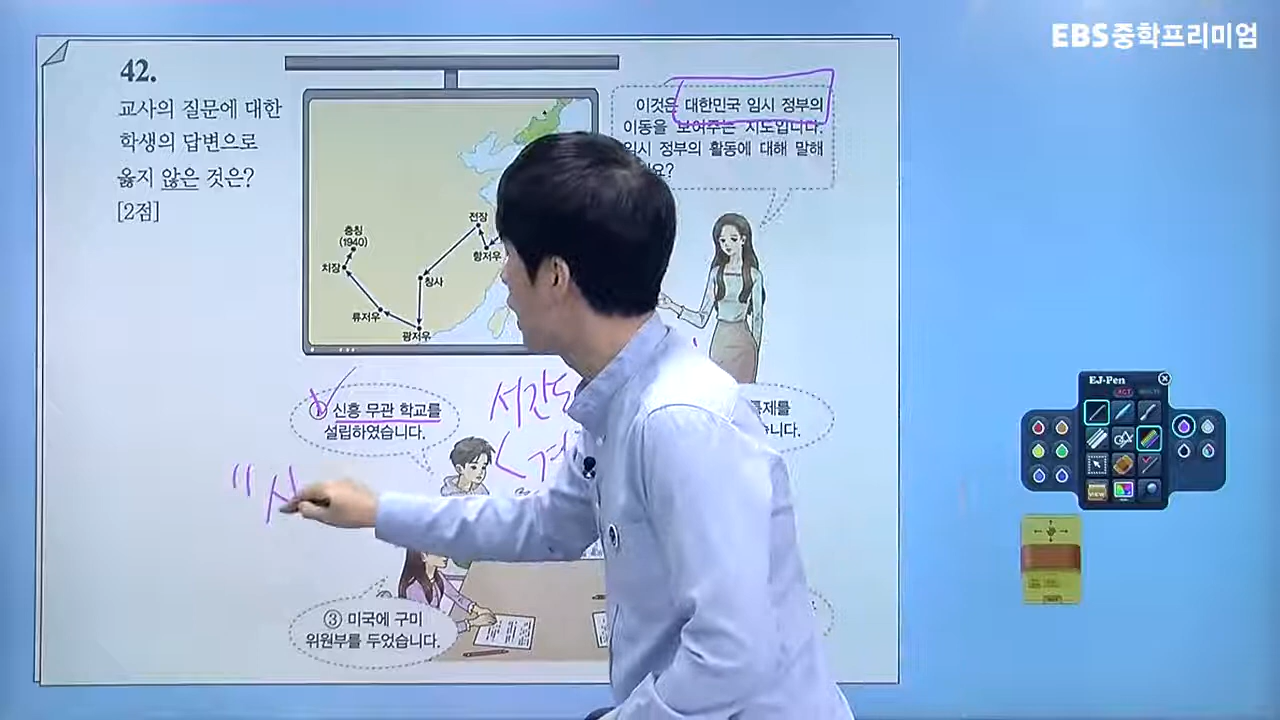 EBS중학프리미엄
42.
교사의 질문에 대한
학생의 답변으로
옳지 않은 것은?
[2점]
이것은 대한민국 임시 정부의
이동을 보여주는 지도입니다.
임시 정부의 활동에 대해 말해
요?
전장
충칭
(1940)
항저우
치장
창사
류저우
광저우
① 신흥 무관 학교를
설립하였습니다.
서간도
③ 미국에 구미
위원부를 두었습니다.
EJ-Pen
VIEW